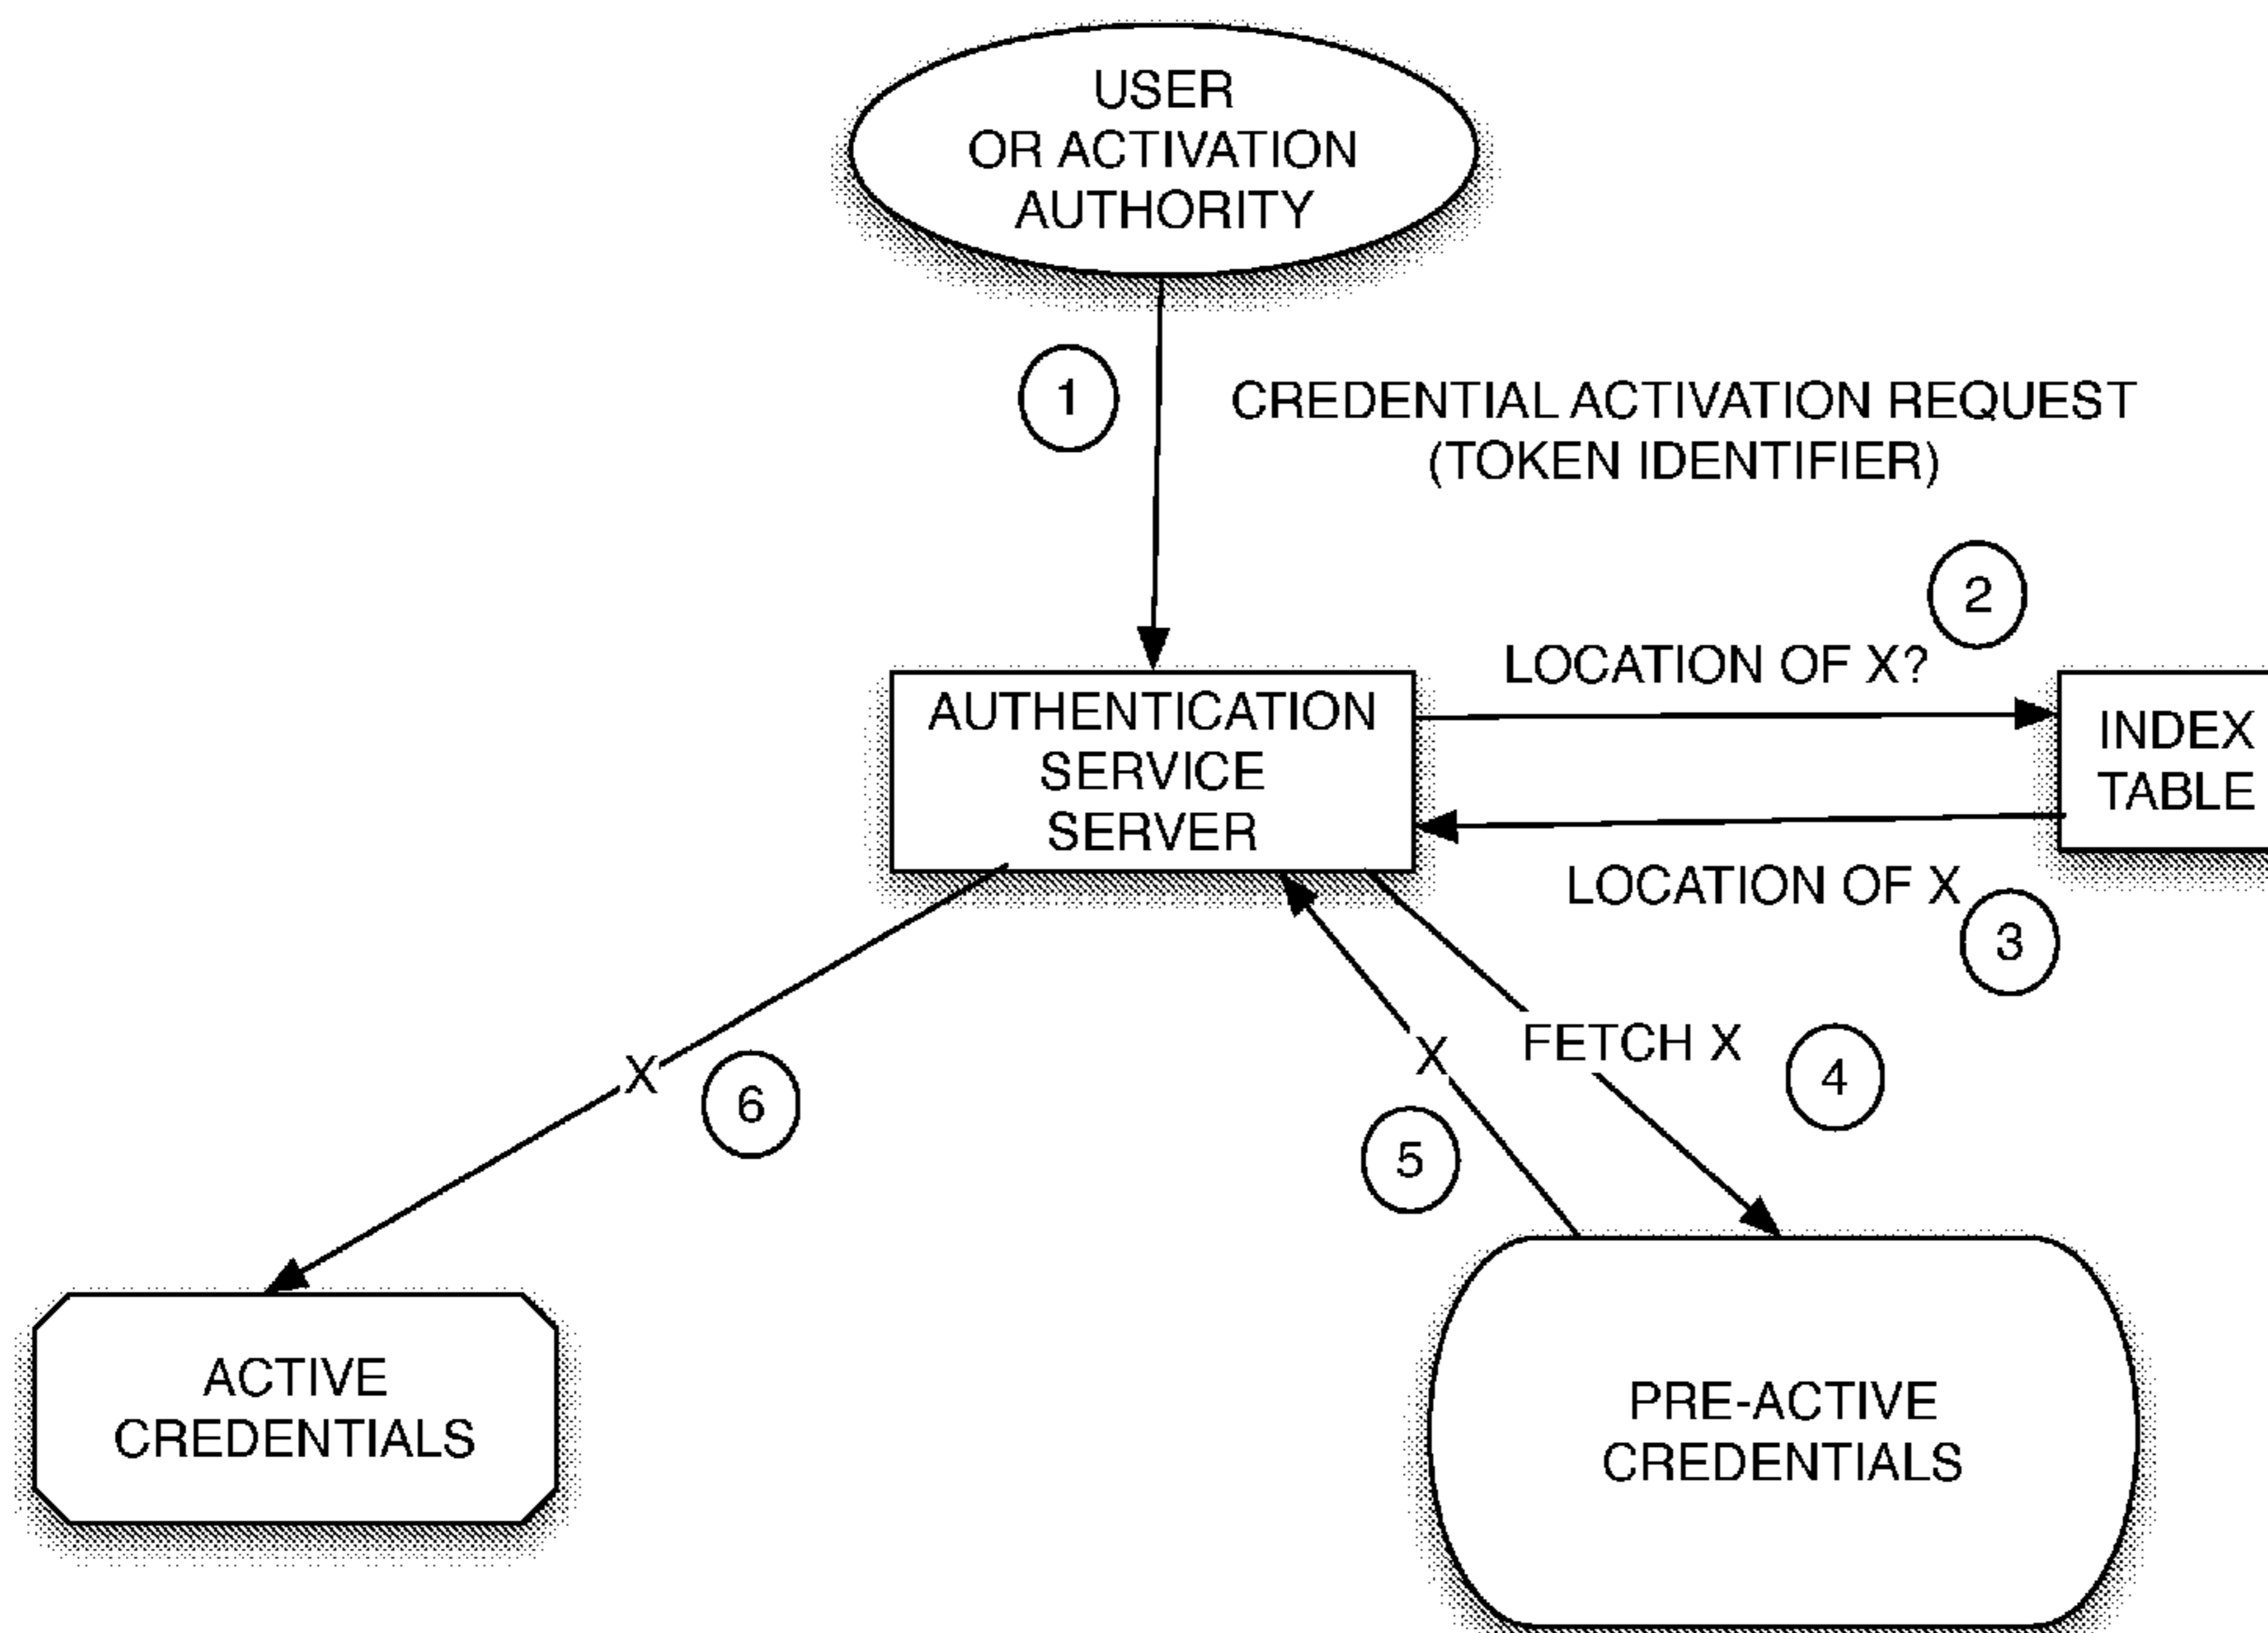 USER
OR ACTIVATION
AUTHORITY
1
CREDENTIAL ACTIVATION REQUEST
(TOKEN IDENTIFIER)
2
LOCATION OF X?
AUTHENTICATION
SERVICE
SERVER
INDEX
TABLE
LOCATION OF X
3
FETCH X
4
X
5
X
6
ACTIVE
CREDENTIALS
PRE-ACTIVE
CREDENTIALS